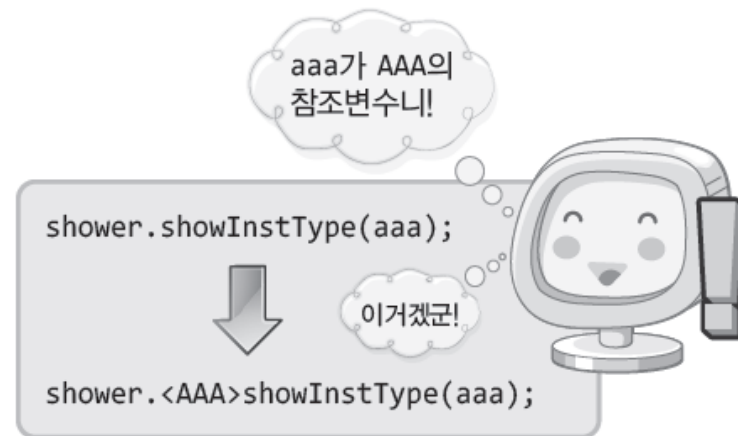 aaa가 AAA의
참조변수니!
shower.showInstType(aaa);
이거겠군!
shower.<AAA>showInstType(aaa);